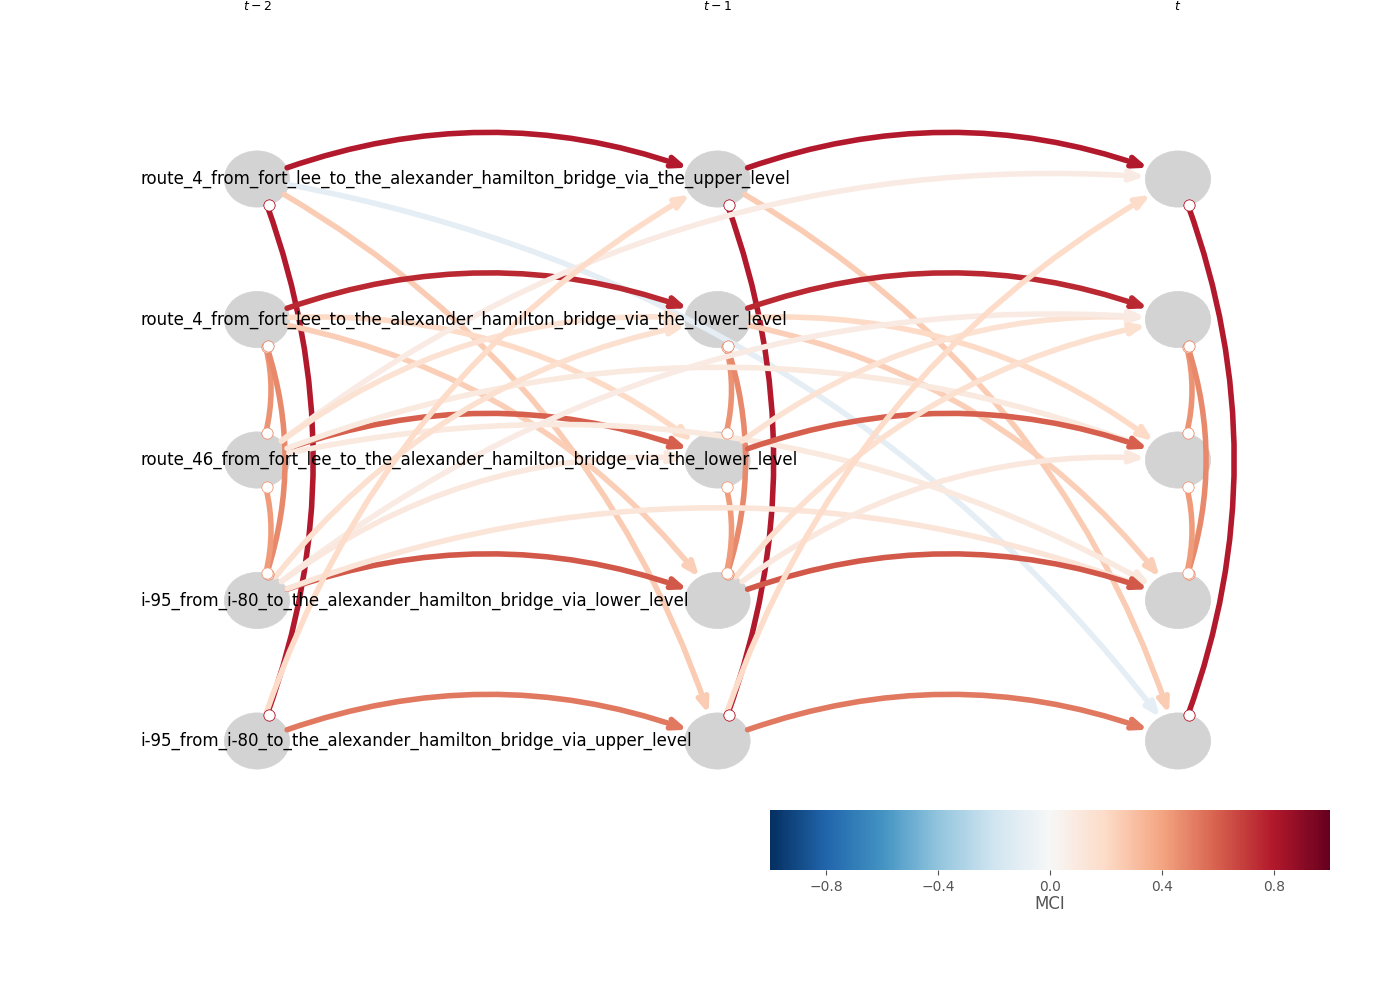 t − 2 t − 1 t
route_4_from_fort_lee_to_the_alexander_hamilton_bridge_via_the_upper_level
route_4_from_fort_lee_to_the_alexander_hamilton_bridge_via_the_lower_level
route_46_from_fort_lee_to_the_alexander_hamilton_bridge_via_the_lower_level
i-95_from_i-80_to_the_alexander_hamilton_bridge_via_lower_level
i-95_from_i-80_to_the_alexander_hamilton_bridge_via_upper_level
−0.8 −0.4 0.0 0.4 0.8
MCI